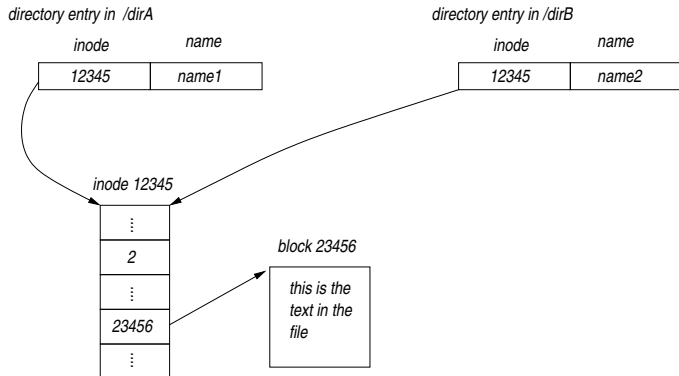 directory entry in /dirA
inode name
12345 name1
directory entry in /dirB
inode name
12345 name2
inode 12345
2
23456
block 23456
this is the
text in the
file